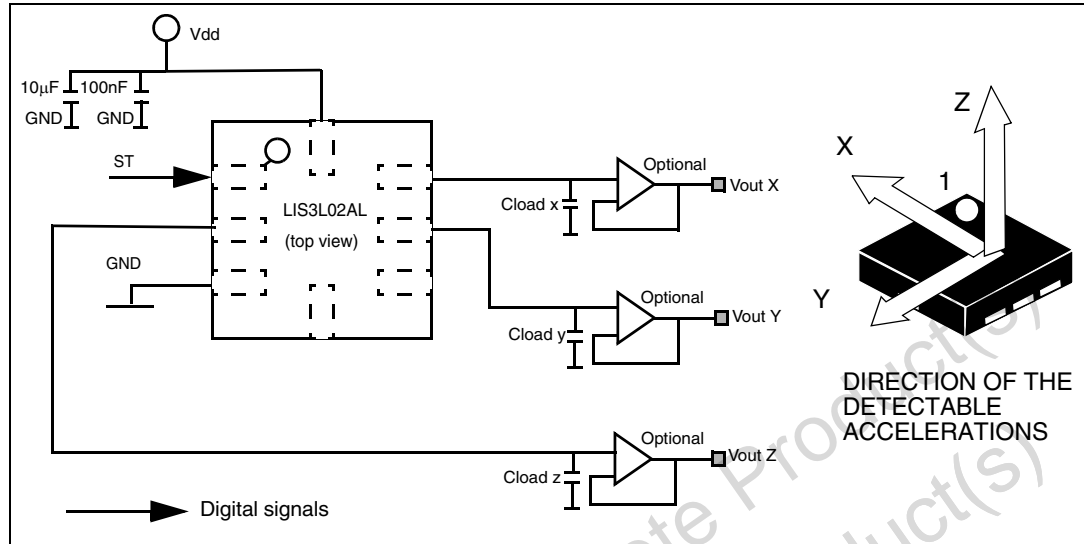 Vdd
10µF
100nF
GND
GND
ST
LIS3L02AL
(top view)
GND
Optional
Cload x
Vout X
Optional
Cload y
Vout Y
Optional
Cload z
Vout Z
Digital signals
Z
X
1
Y
DIRECTION OF THE
DETECTABLE
ACCELERATIONS
Product(s)